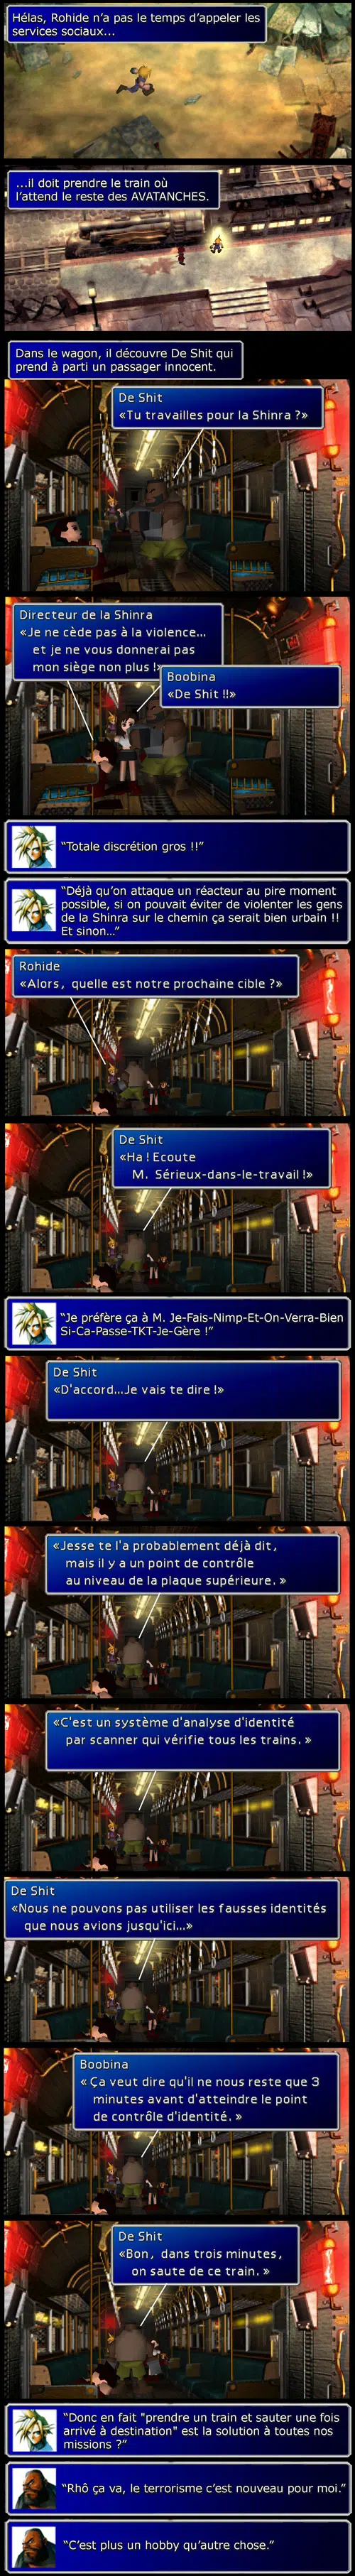 Hélas, Rohide n'a pas le temps d'appeler les
services sociaux...
...il doit prendre le train où
l'attend le reste des AVATANCHES.
Dans le wagon, il découvre De Shit qui
prend à parti un passager innocent.
De Shit
«Tu travailles pour la Shinra ?»
Directeur de la Shinra
«Je ne cède pas à la violence...
et je ne vous donnerai pas
mon siège non plus !»
Boobina
«De Shit !!»
“Totale discrétion gros !!”
“Déjà qu'on attaque un réacteur au pire moment
possible, si on pouvait éviter de violenter les gens
de la Shinra sur le chemin ça serait bien urbain !!
Et sinon...”
Rohide
«Alors, quelle est notre prochaine cible ?»
De Shit
«Ha ! Ecoute
M. Sérieux-dans-le-travail !»
“Je préfère ça à M. Je-Fais-Nimp-Et-On-Verra-Bien
Si-Ca-Passe-TKT-Je-Gère !”
De Shit
«D'accord...Je vais te dire !»
«Jesse te l'a probablement déjà dit,
mais il y a un point de contrôle
au niveau de la plaque supérieure. »
«C'est un système d'analyse d'identité
par scanner qui vérifie tous les trains. »
De Shit
«Nous ne pouvons pas utiliser les fausses identités
que nous avions jusqu'ici...»
Boobina
« Ça veut dire qu'il ne nous reste que 3
minutes avant d'atteindre le point
de contrôle d'identité. »
De Shit
«Bon, dans trois minutes,
on saute de ce train. »
“Donc en fait "prendre un train et sauter une fois
arrivé à destination" est la solution à toutes nos
missions ?”
“Rhô ça va, le terrorisme c'est nouveau pour moi.”
“C'est plus un hobby qu'autre chose.”